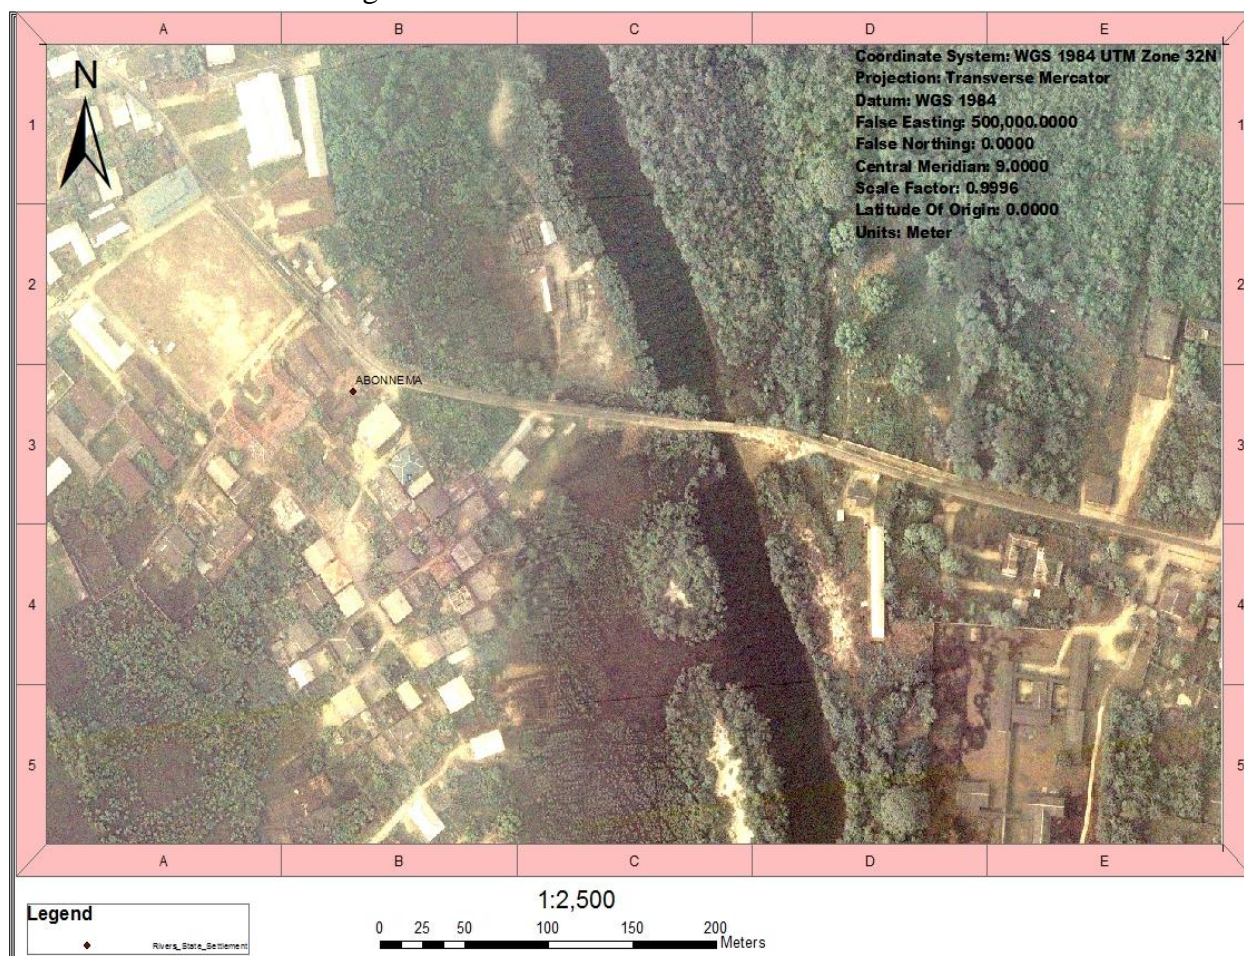 A B C D E
N
Coordinate System: WGS 1984 UTM Zone 32N
Projection: Transverse Mercator
Datum: WGS 1984
False Easting: 500,000.0000
False Northing: 0.0000
Central Meridian: 9.0000
Scale Factor: 0.9996
Latitude Of Origin: 0.0000
Units: Meter
1 1
2 2
ABONNEMA
3 3
4 4
5 5
A B C D E
1:2,500
Legend
Rivers_State_Settlement
0 25 50 100 150 200
Meters